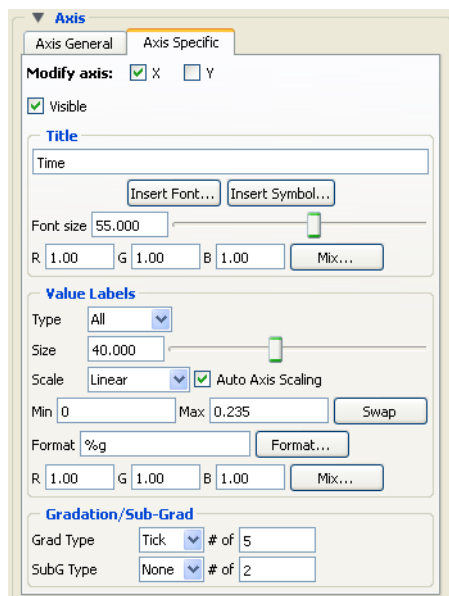 Axis
Axis General Axis Specific
Modify axis: X Y
Visible
Title
Time
Insert Font... Insert Symbol...
Font size 55.000
R 1.00 G 1.00 B 1.00 Mix...
Value Labels
Type All
Size 40.000
Scale Linear Auto Axis Scaling
Min 0 Max 0.235 Swap
Format %g Format...
R 1.00 G 1.00 B 1.00 Mix...
Gradation/Sub-Grad
Grad Type Tick # of 5
SubG Type None # of 2